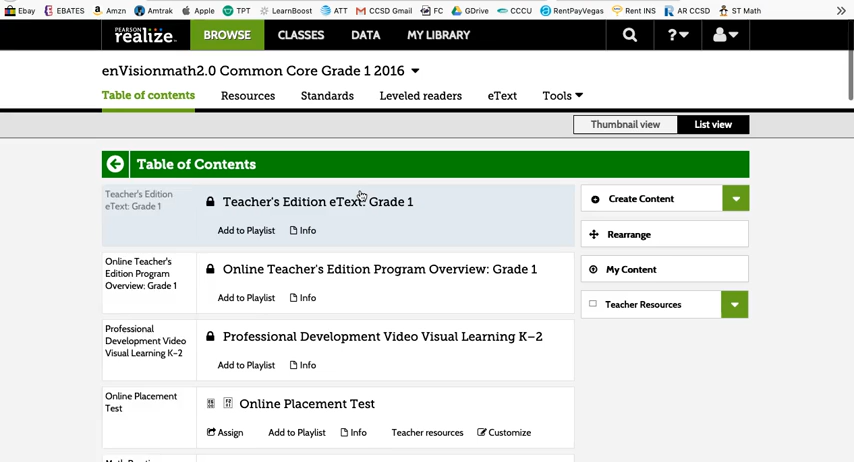 Ebay EBATES Amzn Amtrak Apple TPT LearnBoost ATT CCSD Gmail FC GDrive CCCU RentPayVegas Rent INS AR CCSD ST Math »
PEARSON
realize™ BROWSE CLASSES DATA MY LIBRARY ?
enVisionmath2.0 Common Core Grade 1 2016
Table of contents Resources Standards Leveled readers eText Tools
Thumbnail view List view
Table of Contents
Teacher's Edition
eText: Grade 1
Teacher's Edition eText: Grade 1
Add to Playlist Info
Create Content
Rearrange
My Content
Teacher Resources
Online Teacher's
Edition Program
Overview: Grade 1
Online Teacher's Edition Program Overview: Grade 1
Add to Playlist Info
Professional
Development Video
Visual Learning K–2
Professional Development Video Visual Learning K–2
Add to Playlist Info
Online Placement
Test
Online Placement Test
Assign Add to Playlist Info Teacher resources Customize